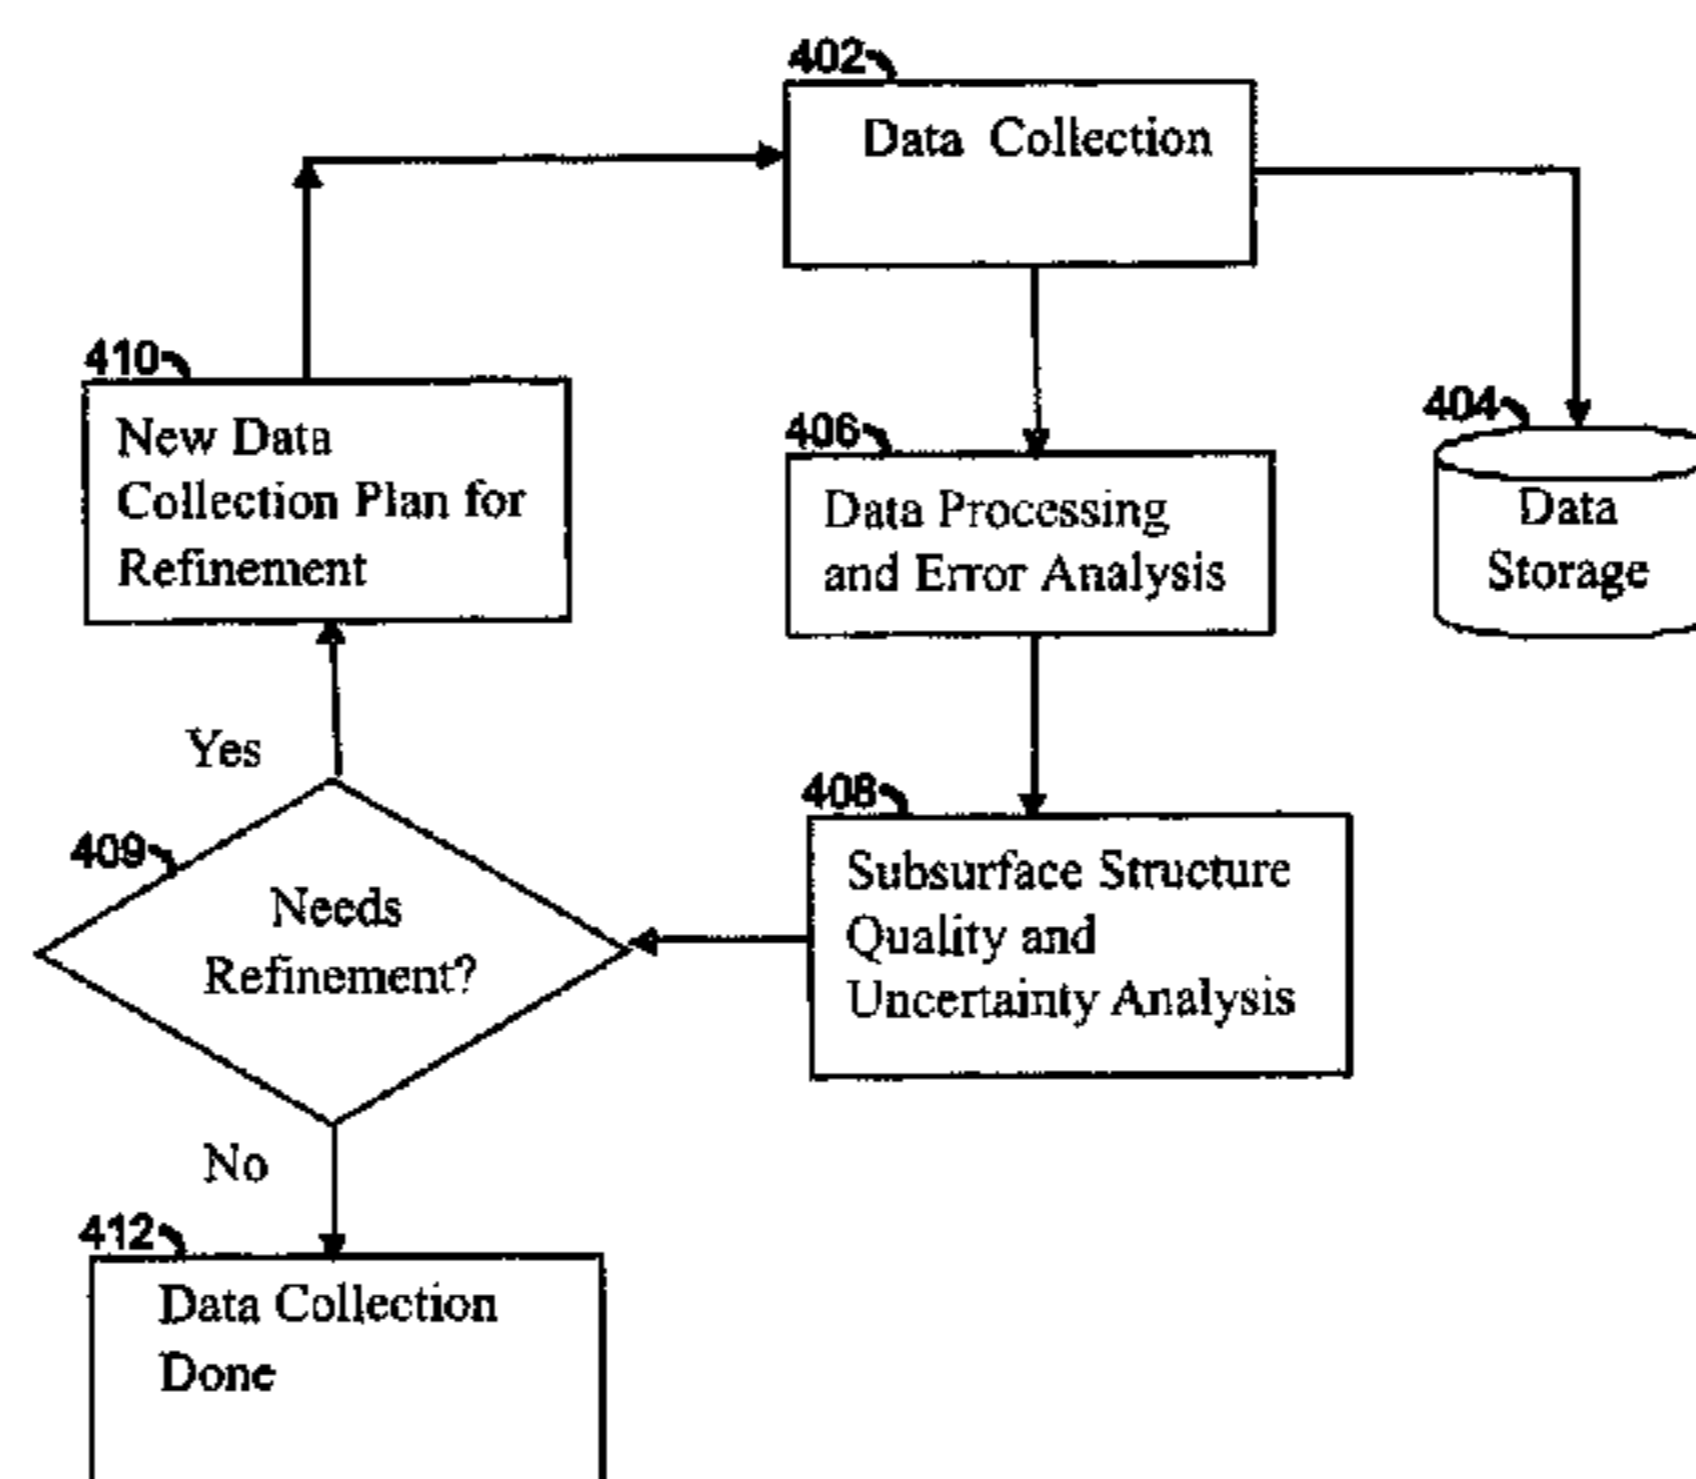 402
Data Collection
410
New Data
Collection Plan for
Refinement
406
Data Processing
and Error Analysis
404
Data
Storage
Yes
408
Subsurface Structure
Quality and
Uncertainty Analysis
409
Needs
Refinement?
No
412
Data Collection
Done